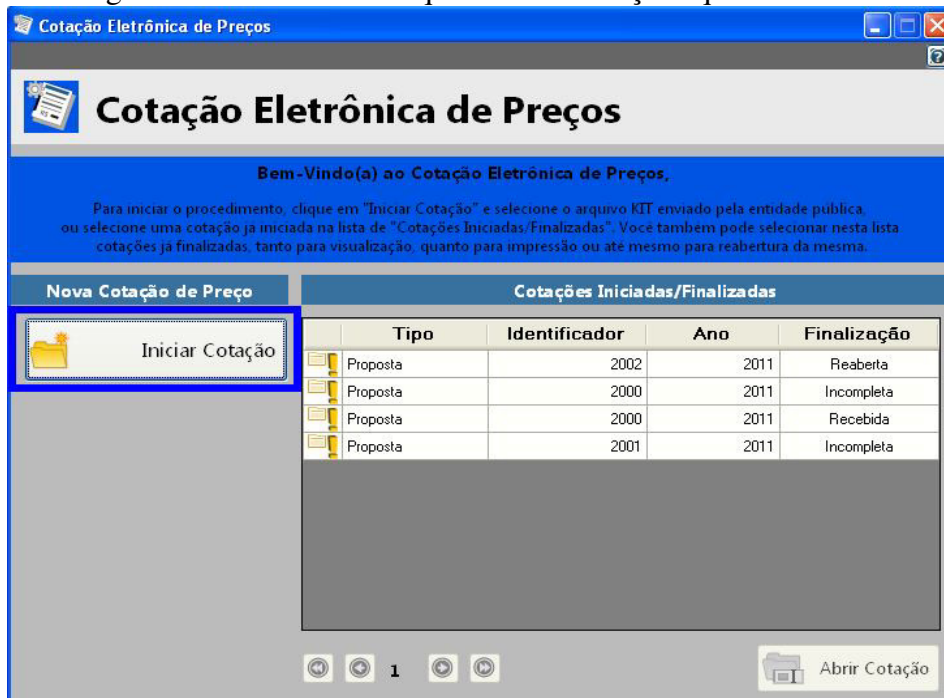 Cotação Eletrônica de Preços
Cotação Eletrônica de Preços
Bem-Vindo(a) ao Cotação Eletrônica de Preços,
Para iniciar o procedimento, clique em "Iniciar Cotação" e selecione o arquivo KIT enviado pela entidade pública,
ou selecione uma cotação já iniciada na lista de "Cotações Iniciadas/Finalizadas". Você também pode selecionar nesta lista
cotações já finalizadas, tanto para visualização, quanto para impressão ou até mesmo para reabertura da mesma.
Nova Cotação de Preço
Cotações Iniciadas/Finalizadas
Iniciar Cotação
Tipo Identificador Ano Finalização
Proposta 2002 2011 Reaberta
Proposta 2000 2011 Incompleta
Proposta 2000 2011 Recebida
Proposta 2001 2011 Incompleta
1
Abrir Cotação